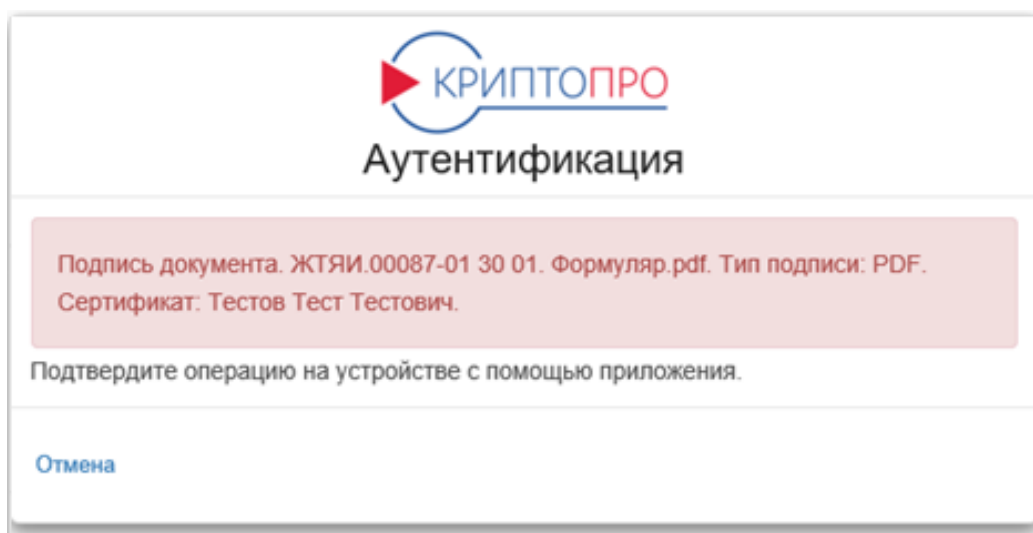 КРИПТОПРО
Аутентификация
Подпись документа. ЖТЯИ.00087-01 30 01. Формуляр.pdf. Тип подписи: PDF.
Сертификат: Тестов Тест Тестович.
Подтвердите операцию на устройстве с помощью приложения.
Отмена